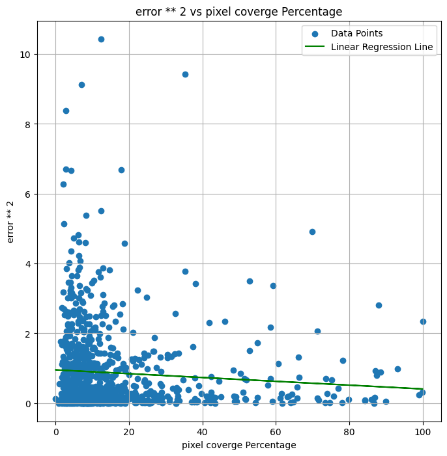 error ** 2 vs pixel coverge Percentage
Data Points
Linear Regression Line
error ** 2
10
8
6
4
2
0
0 20 40 60 80 100
pixel coverge Percentage